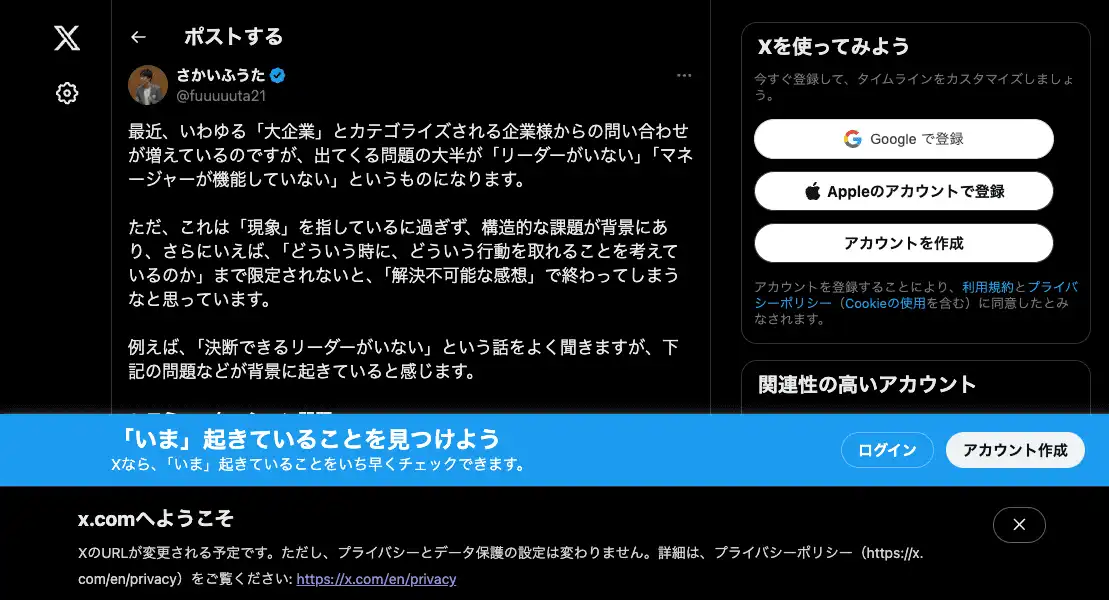 ポストする
さかいふうた
@fuuuuuta21
最近、いわゆる「大企業」とカテゴライズされる企業様からの問い合わせ
が増えているのですが、出てくる問題の大半が「リーダーがいない」「マネ
ージャーが機能していない」というものになります。
ただ、これは「現象」を指しているに過ぎず、構造的な課題が背景にあ
り、さらにいえば、「どういう時に、どういう行動を取れることを考えて
いるのか」まで限定されないと、「解決不可能な感想」で終わってしまう
なと思っています。
例えば、「決断できるリーダーがいない」という話をよく聞きますが、下
記の問題などが背景に起きていると感じます。
Xを使ってみよう
今すぐ登録して、タイムラインをカスタマイズしましょ
う。
Google で登録
Appleのアカウントで登録
アカウントを作成
アカウントを登録することにより、利用規約とプライバ
シーポリシー（Cookieの使用を含む）に同意したとみ
なされます。
関連性の高いアカウント
「いま」起きていることを見つけよう
Xなら、「いま」起きていることをいち早くチェックできます。
ログイン
アカウント作成
x.comへようこそ
XのURLが変更される予定です。ただし、プライバシーとデータ保護の設定は変わりません。詳細は、プライバシーポリシー（https://x.
com/en/privacy）をご覧ください: https://x.com/en/privacy